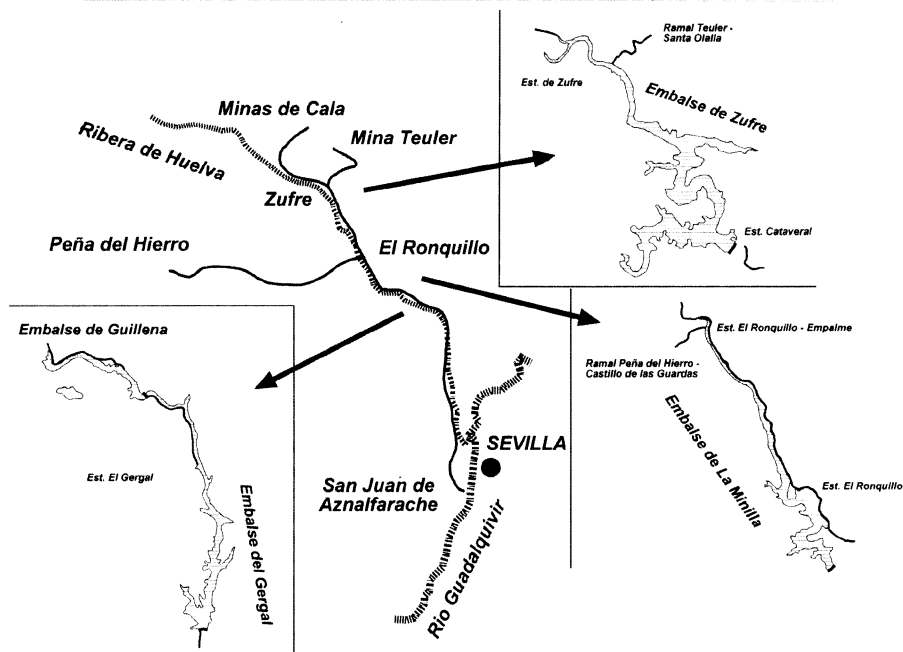 Ramal Teuler -
Santa Olalla
Est. de Zufre
Embalse de Zufre
Est. Cataveral
Minas de Cala
Mina Teuler
Ribera de Huelva
Zufre
Peña del Hierro
El Ronquillo
Embalse de Guillena
Est. El Gergal
Embalse del Gergal
Est. El Ronquillo - Empalme
Ramal Peña del Hierro -
Castillo de las Guardas
Embalse de La Minilla
Est. El Ronquillo
SEVILLA
San Juan de
Aznalfarache
Rio Guadalquivir